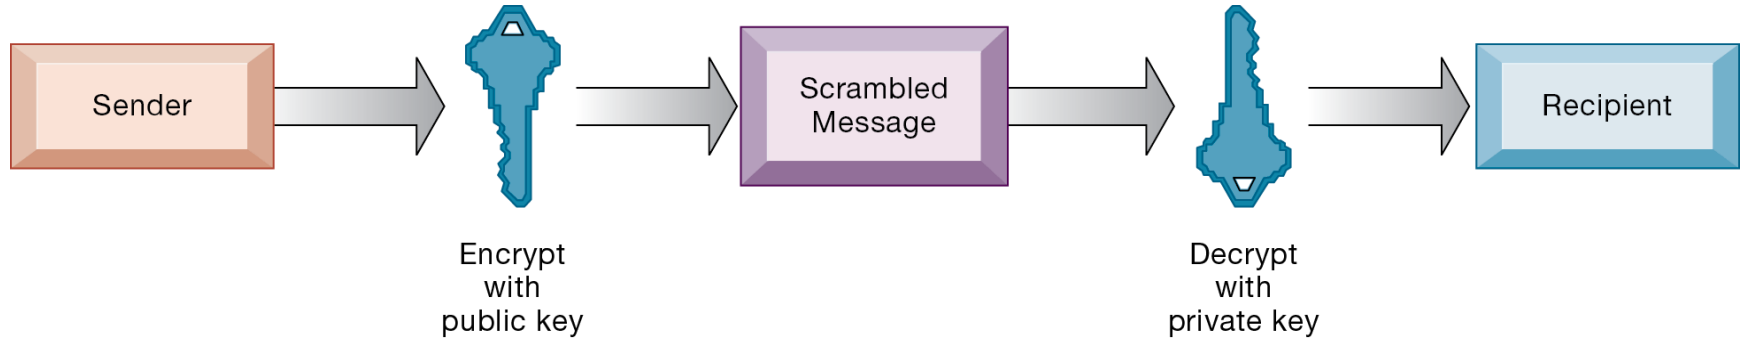 Sender
Scrambled
Message
Recipient
Encrypt
with
public key
Decrypt
with
private key